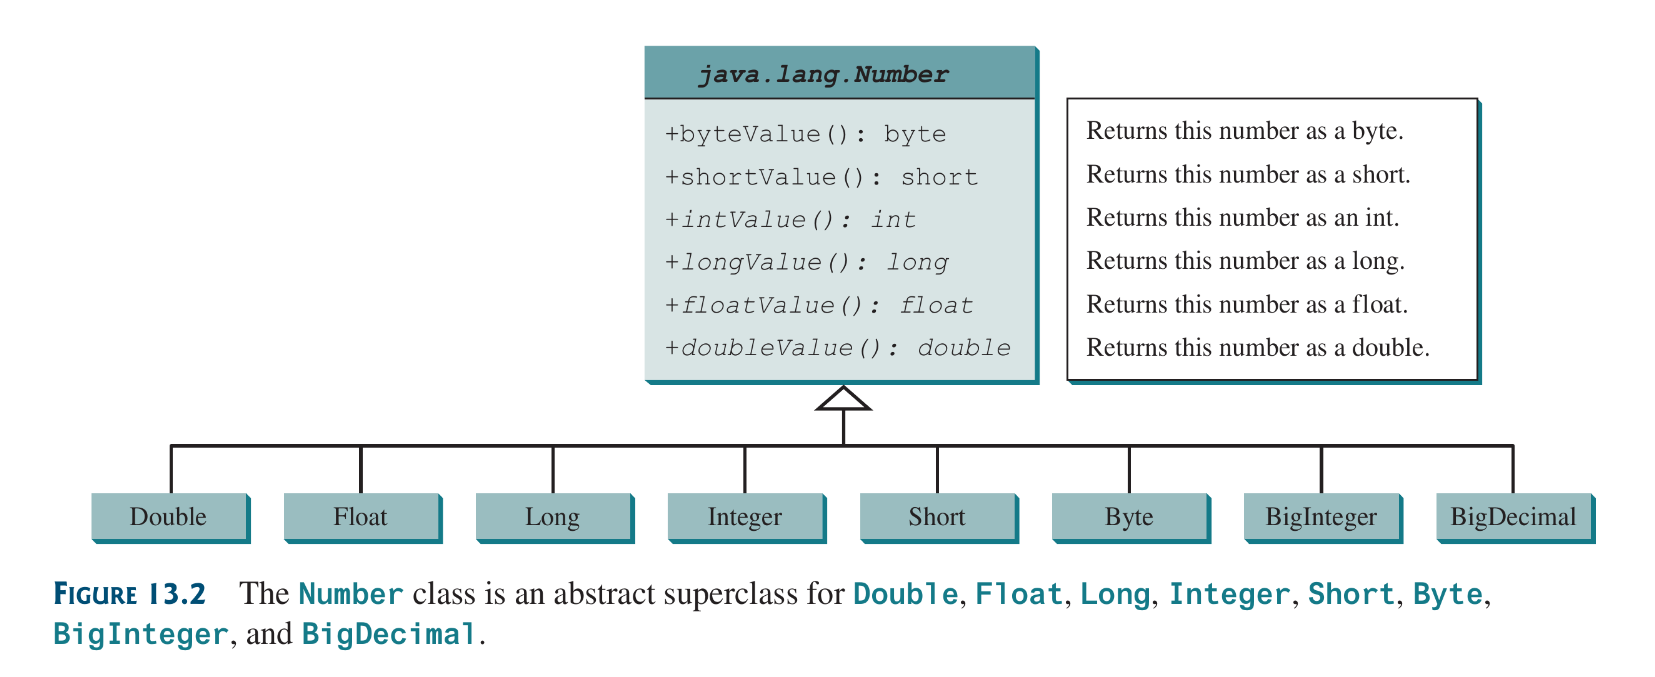 java.lang.Number
+byteValue(): byte
+shortValue(): short
+intValue(): int
+longValue(): long
+floatValue(): float
+doubleValue(): double
Returns this number as a byte.
Returns this number as a short.
Returns this number as an int.
Returns this number as a long.
Returns this number as a float.
Returns this number as a double.
Double
Float
Long
Integer
Short
Byte
BigInteger
BigDecimal
FIGURE 13.2 The Number class is an abstract superclass for Double, Float, Long, Integer, Short, Byte,
BigInteger, and BigDecimal.